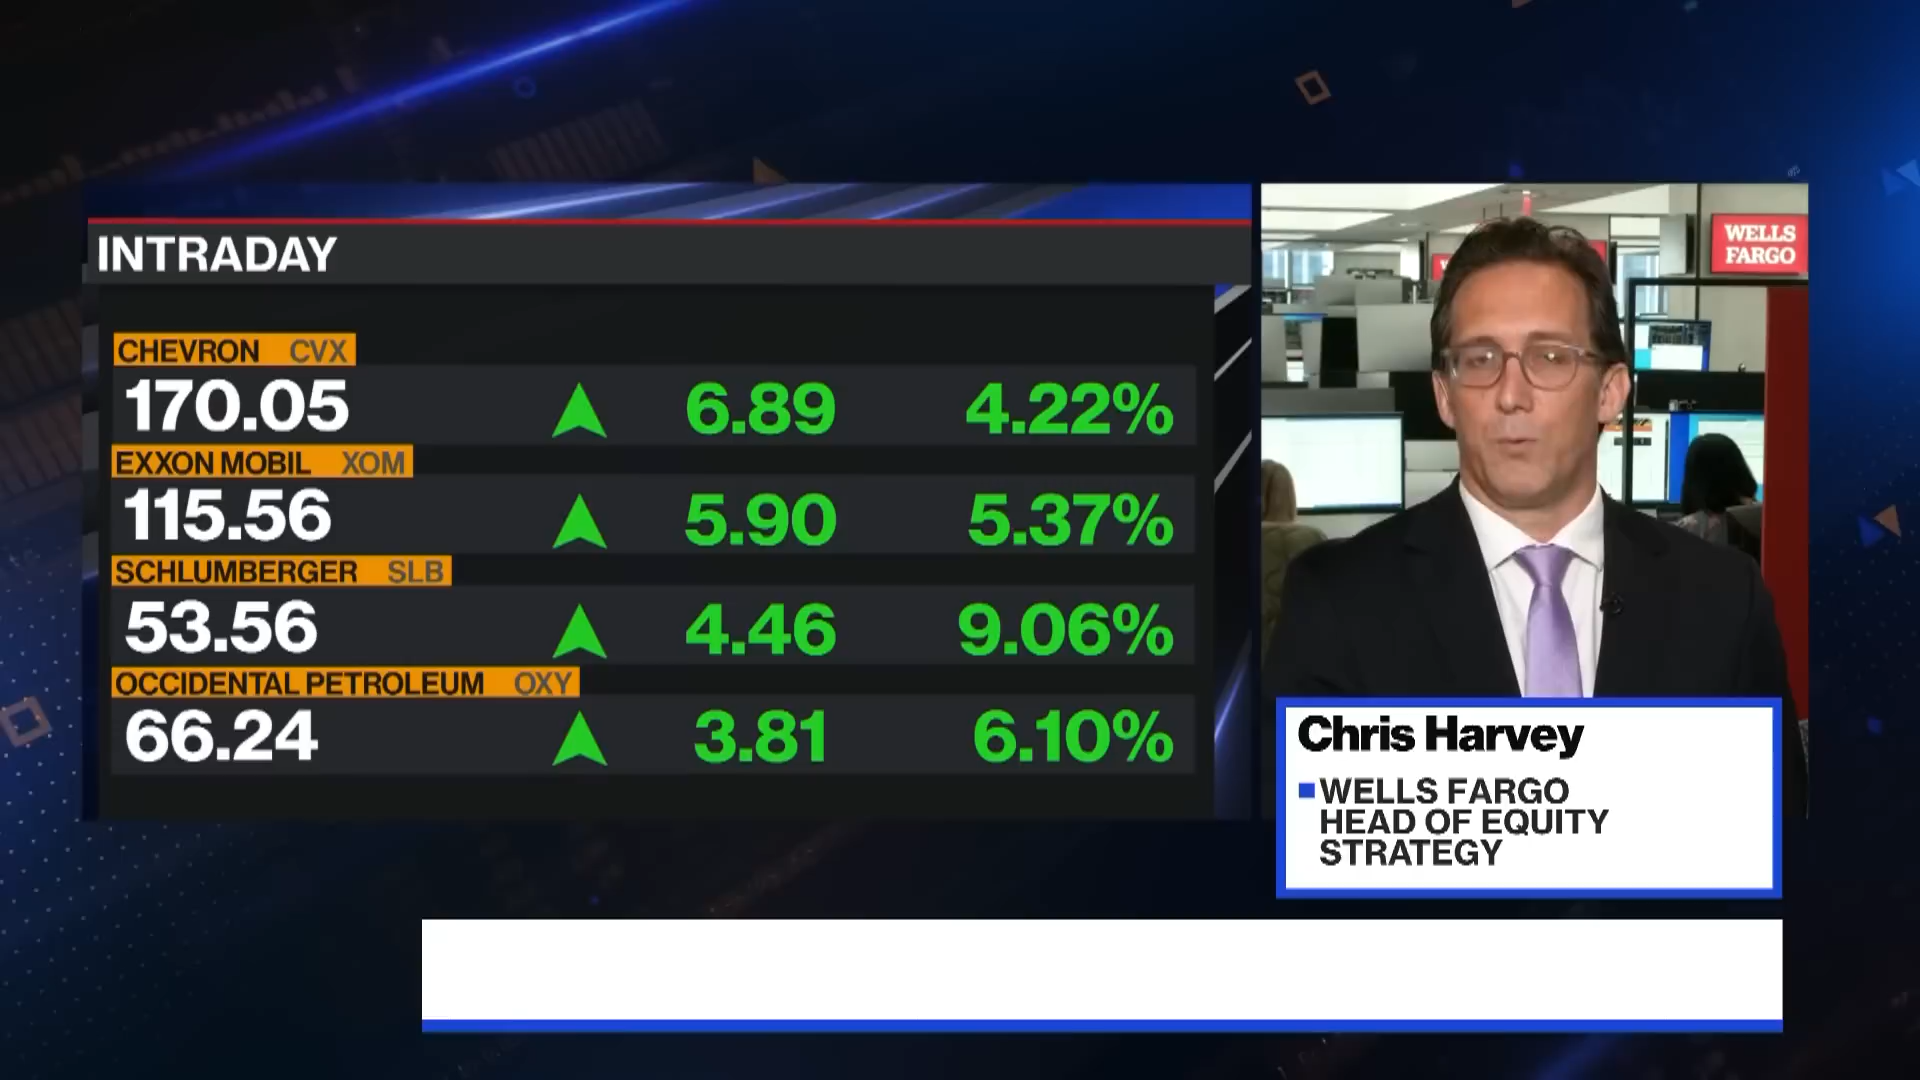 INTRADAY
CHEVRON CVX
170.05 6.89 4.22%
EXXON MOBIL XOM
115.56 5.90 5.37%
SCHLUMBERGER SLB
53.56 4.46 9.06%
OCCIDENTAL PETROLEUM OXY
66.24 3.81 6.10%
WELLS
FARGO
Chris Harvey
WELLS FARGO
HEAD OF EQUITY
STRATEGY